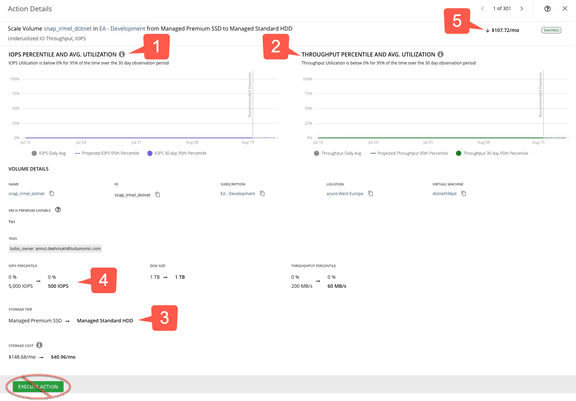 Action Details
1 of 301
Scale Volume snap_irmel_dotnet in EA - Development from Managed Premium SSD to Managed Standard HDD
Underutilized IO Throughput, IOPS
5
↓ $107.72/mo
SAVINGS
IOPS PERCENTILE AND AVG. UTILIZATION
1
IOPS Utilization is below 0% for 95% of the time over the 30 day observation period
2
THROUGHPUT PERCENTILE AND AVG. UTILIZATION
Throughput Utilization is below 0% for 95% of the time over the 30 day observation period
100%
75%
50%
25%
0%
Jul 18
Jul 24
Jul 31
Aug 08
Aug 15
IOPS Daily Avg
Projected IOPS 95th Percentile
IOPS 30 day 95th Percentile
100%
75%
50%
25%
0%
Jul 18
Jul 24
Jul 31
Aug 08
Aug 15
Throughput Daily Avg
Projected Throughput 95th Percentile
Throughput 30 day 95th Percentile
VOLUME DETAILS
NAME
ID
SUBSCRIPTION
LOCATION
VIRTUAL MACHINE
snap_irmel_dotnet
snap_irmel_dotnet
EA - Development
azure-West Europe
dotnetVMad
VM IS PREMIUM CAPABLE
Yes
TAGS
turbo_owner: amrut.deshmukh@turbonomic.com
IOPS PERCENTILE
DISK SIZE
THROUGHPUT PERCENTILE
0 % → 0 %
5,000 IOPS 500 IOPS
4
1 TB → 1 TB
0 % → 0 %
200 MB/s 60 MB/s
STORAGE TIER
Managed Premium SSD → Managed Standard HDD
3
STORAGE COST
$148.68/mo → $40.96/mo
EXECUTE ACTION